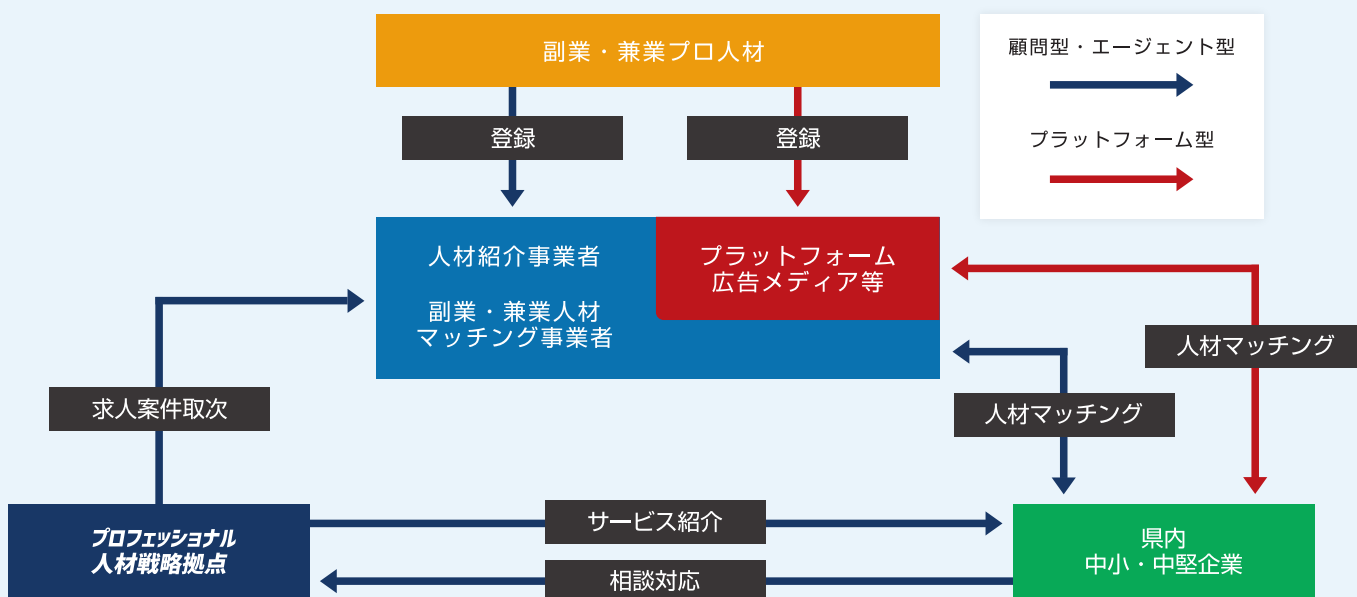 副業・兼業プロ人材
顧問型・エージェント型
プラットフォーム型
登録
登録
人材紹介事業者
副業・兼業人材
マッチング事業者
プラットフォーム
広告メディア等
人材マッチング
人材マッチング
求人案件取次
プロフェッショナル
人材戦略拠点
サービス紹介
相談対応
県内
中小・中堅企業